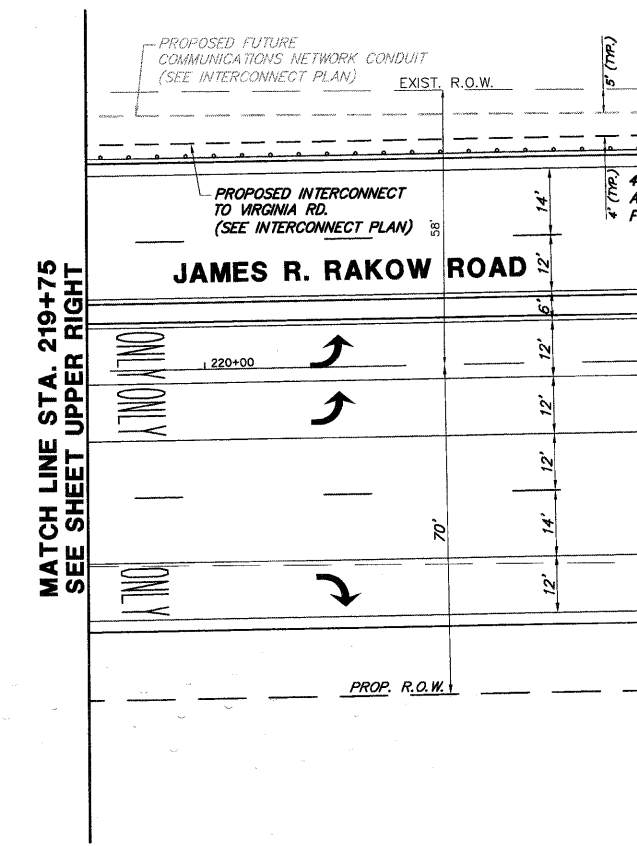 PROPOSED FUTURE
COMMUNICATIONS NETWORK CONDUIT
(SEE INTERCONNECT PLAN)
EXIST. R.O.W.
5' (TYP.)
PROPOSED INTERCONNECT
TO VIRGINIA RD.
(SEE INTERCONNECT PLAN)
58'
14'
4' (TYP.)
4
A
F
JAMES R. RAKOW ROAD
12'
6'
MATCH LINE STA. 219+75
SEE SHEET UPPER RIGHT
ONLY
220+00
12'
ONLY
12'
12'
70'
14'
ONLY
12'
PROP. R.O.W.